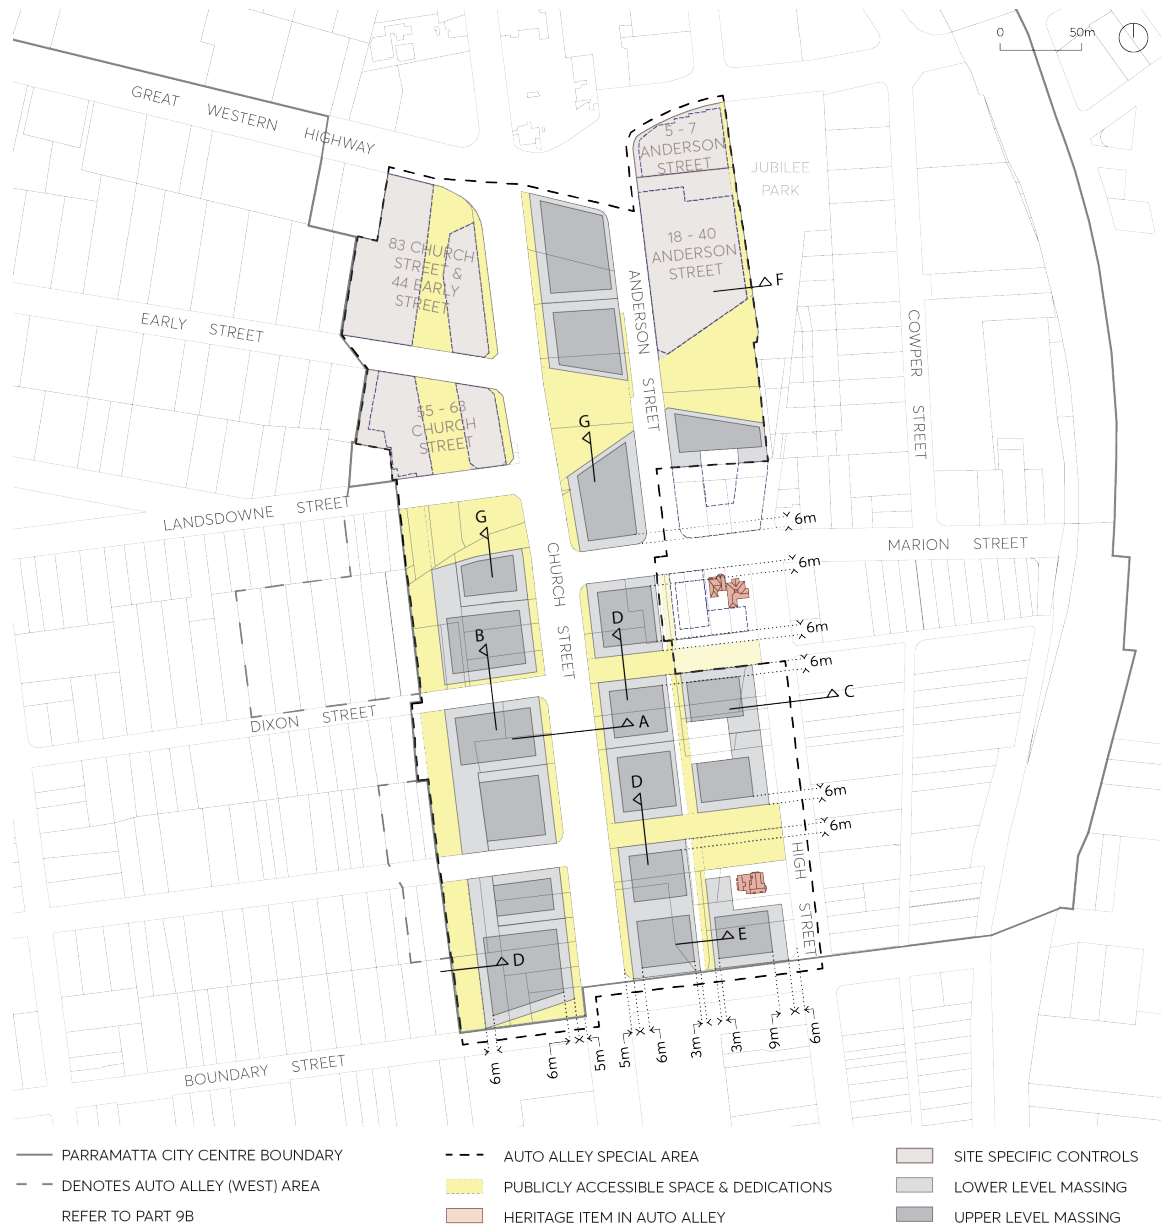 0 50m
GREAT WESTERN HIGHWAY
5 - 7
ANDERSON
STREET
JUBILEE
PARK
83 CHURCH
STREET &
44 EARLY
STREET
18 - 40
ANDERSON
STREET
F
ANDERSON STREET
EARLY STREET
COWPER STREET
55 - 63
CHURCH
STREET
G
LANDSDOWNE STREET
G
6m
MARION STREET
CHURCH STREET
6m
D
B
6m
6m
C
DIXON STREET
A
D
6m
6m
HIGH STREET
E
D
6m
6m
5m
5m
6m
3m
3m
9m
6m
BOUNDARY STREET
PARRAMATTA CITY CENTRE BOUNDARY
DENOTES AUTO ALLEY (WEST) AREA
REFER TO PART 9B
AUTO ALLEY SPECIAL AREA
PUBLICLY ACCESSIBLE SPACE & DEDICATIONS
HERITAGE ITEM IN AUTO ALLEY
SITE SPECIFIC CONTROLS
LOWER LEVEL MASSING
UPPER LEVEL MASSING